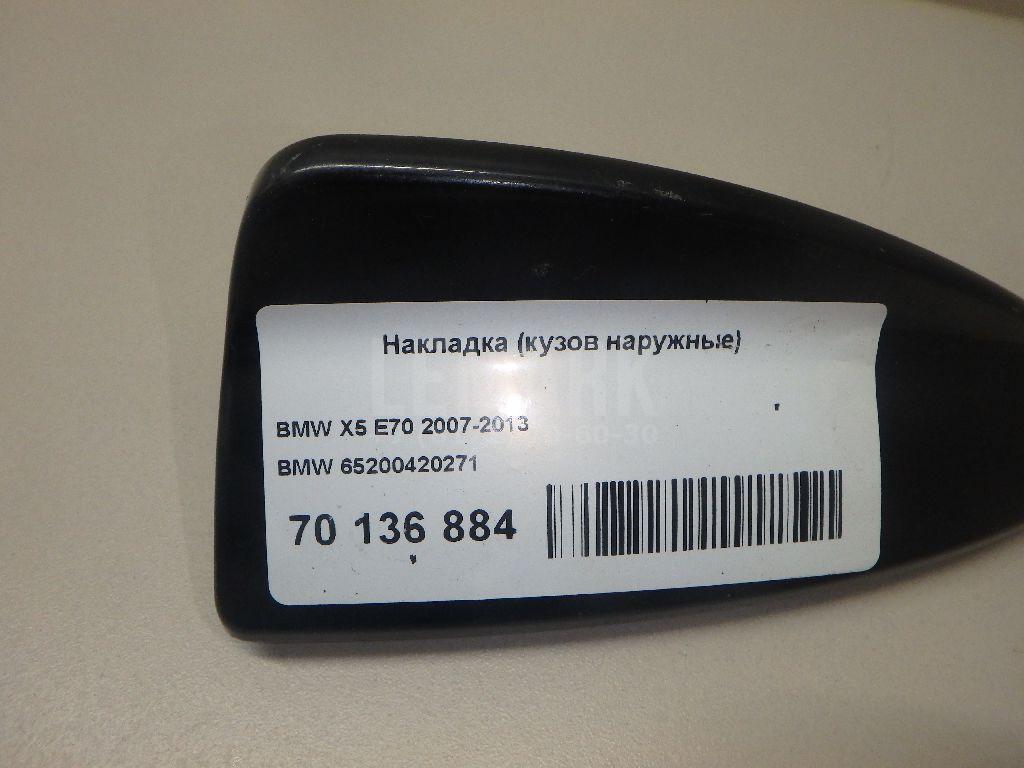 Накладка (кузов наружные)
BMW X5 E70 2007-2013
BMW 65200420271
70 136 884